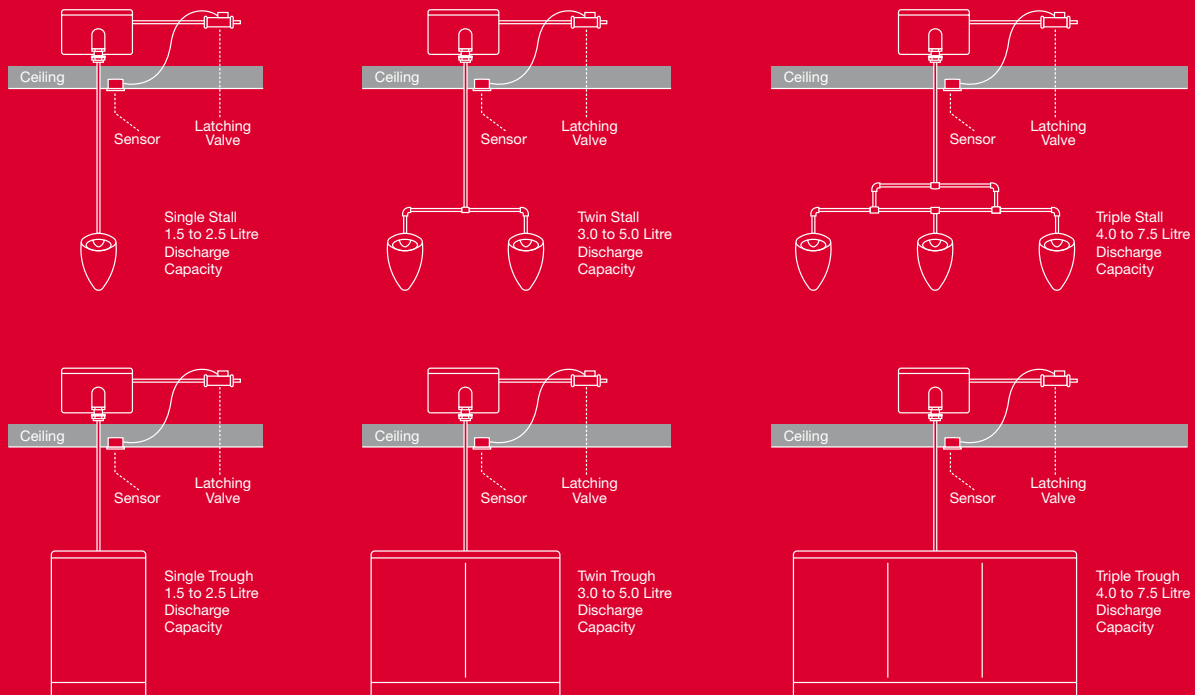 Ceiling
Sensor
Latching
Valve
Single Stall
1.5 to 2.5 Litre
Discharge
Capacity
Ceiling
Sensor
Latching
Valve
Twin Stall
3.0 to 5.0 Litre
Discharge
Capacity
Ceiling
Sensor
Latching
Valve
Triple Stall
4.0 to 7.5 Litre
Discharge
Capacity
Ceiling
Sensor
Latching
Valve
Single Trough
1.5 to 2.5 Litre
Discharge
Capacity
Ceiling
Sensor
Latching
Valve
Twin Trough
3.0 to 5.0 Litre
Discharge
Capacity
Ceiling
Sensor
Latching
Valve
Triple Trough
4.0 to 7.5 Litre
Discharge
Capacity